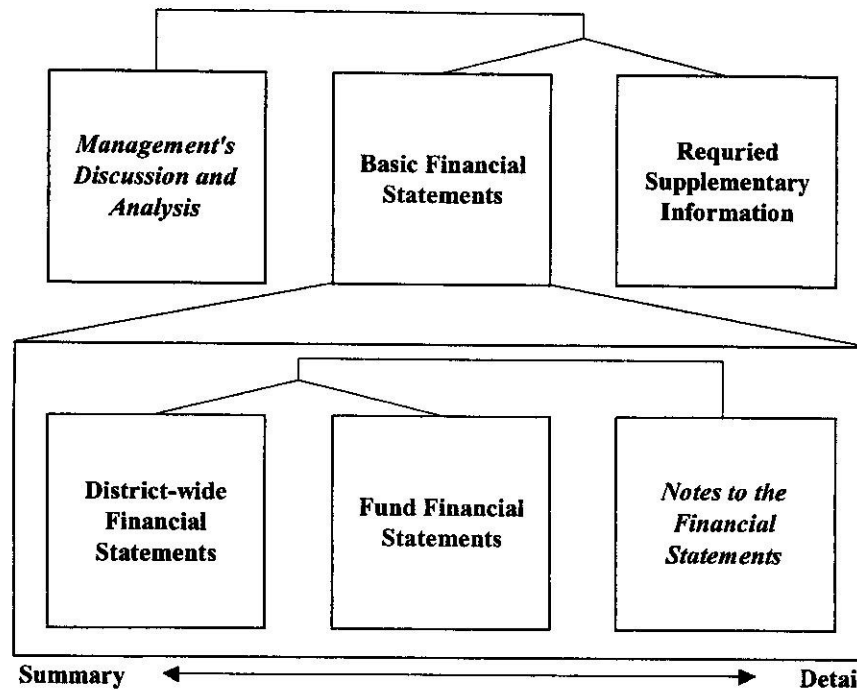 Management's
Discussion and
Analysis
Basic Financial
Statements
Requried
Supplementary
Information
District-wide
Financial
Statements
Fund Financial
Statements
Notes to the
Financial
Statements
Summary
Detai